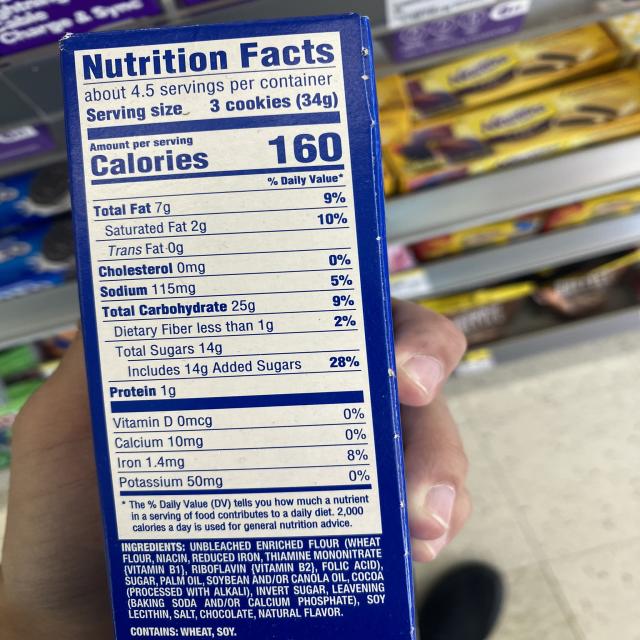 Charge & Sync
Nutrition Facts
about 4.5 servings per container
Serving size 3 cookies (34g)
Amount per serving
Calories 160
% Daily Value*
Total Fat 7g 9%
Saturated Fat 2g 10%
Trans Fat 0g
Cholesterol 0mg 0%
Sodium 115mg 5%
Total Carbohydrate 25g 9%
Dietary Fiber less than 1g 2%
Total Sugars 14g
Includes 14g Added Sugars 28%
Protein 1g
Vitamin D 0mcg 0%
Calcium 10mg 0%
Iron 1.4mg 8%
Potassium 50mg 0%
* The % Daily Value (DV) tells you how much a nutrient
in a serving of food contributes to a daily diet. 2,000
calories a day is used for general nutrition advice.
INGREDIENTS: UNBLEACHED ENRICHED FLOUR (WHEAT
FLOUR, NIACIN, REDUCED IRON, THIAMINE MONONITRATE
(VITAMIN B1), RIBOFLAVIN (VITAMIN B2), FOLIC ACID),
SUGAR, PALM OIL, SOYBEAN AND/OR CANOLA OIL, COCOA
(PROCESSED WITH ALKALI), INVERT SUGAR, LEAVENING
(BAKING SODA AND/OR CALCIUM PHOSPHATE), SOY
LECITHIN, SALT, CHOCOLATE, NATURAL FLAVOR.
CONTAINS: WHEAT, SOY.